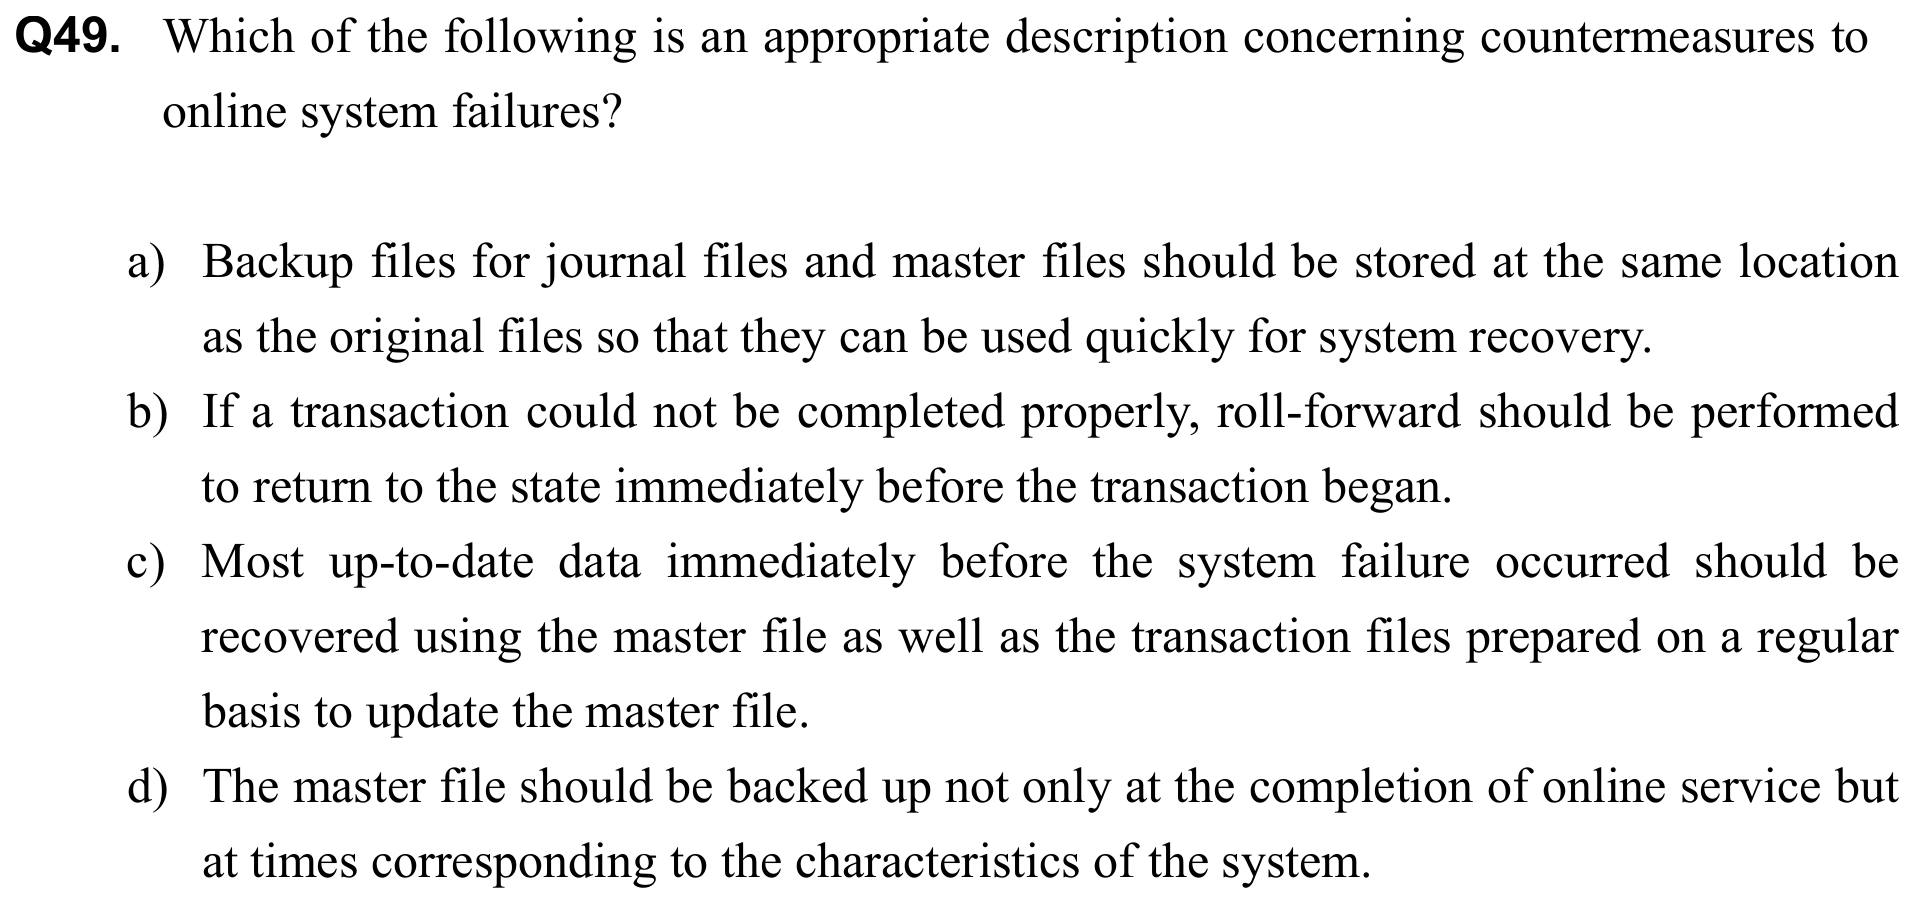 Q49. Which of the following is an appropriate description concerning countermeasures to
online system failures?
a) Backup files for journal files and master files should be stored at the same location
as the original files so that they can be used quickly for system recovery.
b) If a transaction could not be completed properly, roll-forward should be performed
to return to the state immediately before the transaction began.
c) Most up-to-date data immediately before the system failure occurred should be
recovered using the master file as well as the transaction files prepared on a regular
basis to update the master file.
d) The master file should be backed up not only at the completion of online service but
at times corresponding to the characteristics of the system.